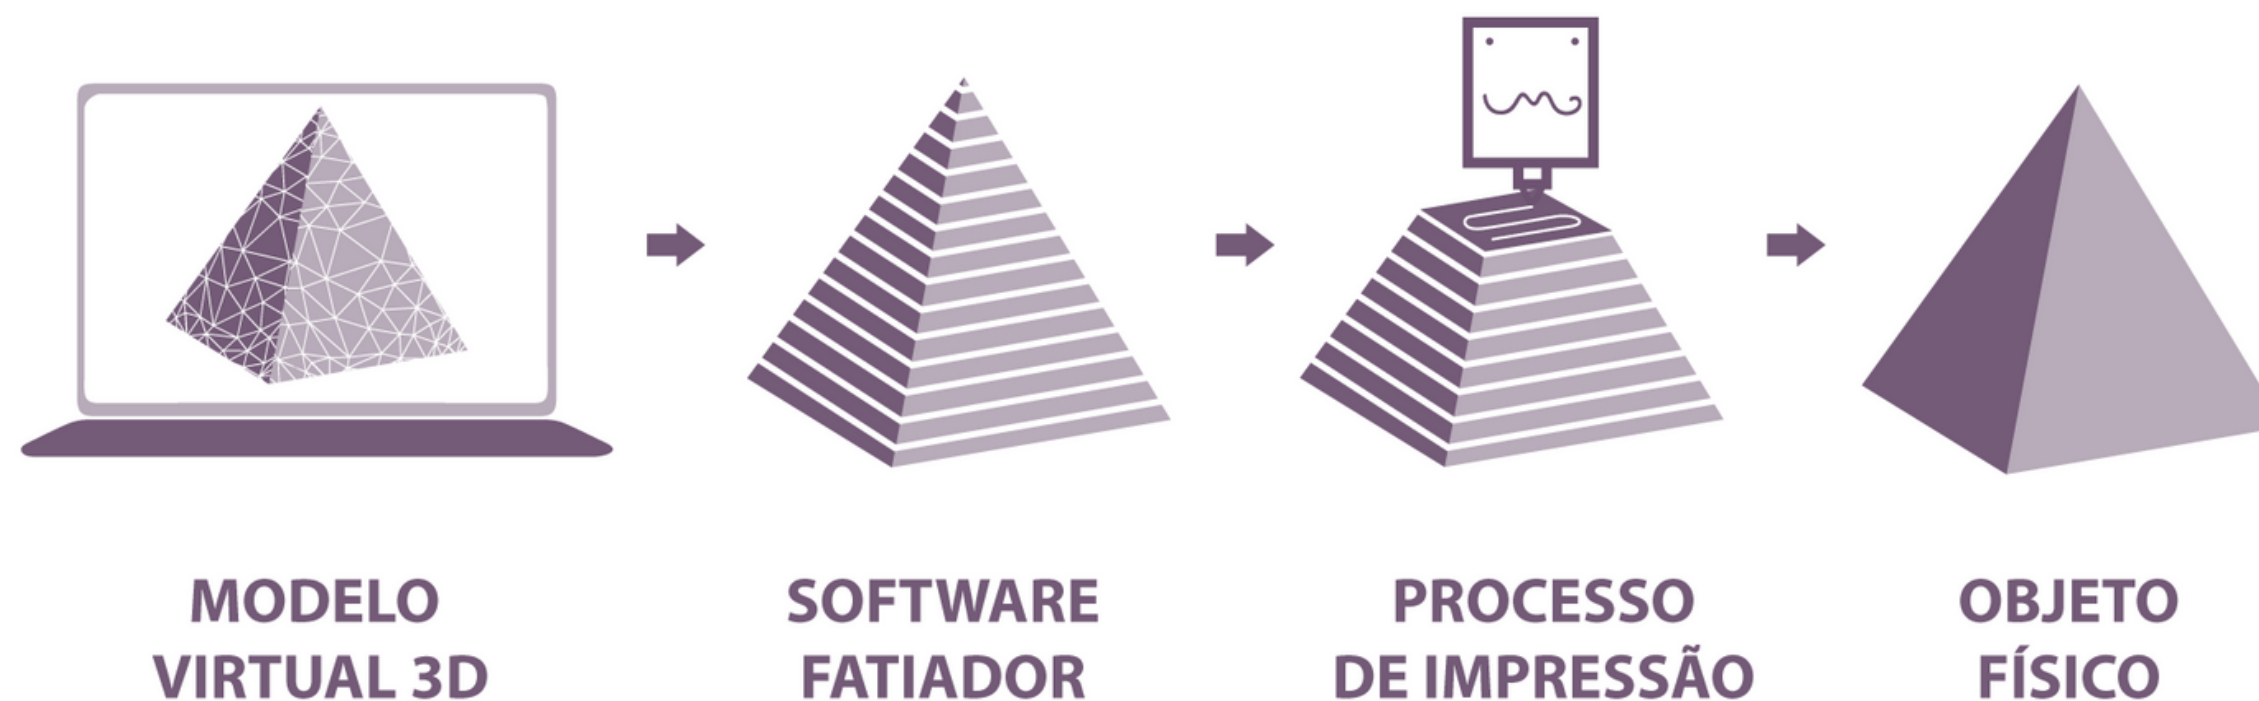 MODELO
VIRTUAL 3D
SOFTWARE
FATIADOR
PROCESSO
DE IMPRESSÃO
OBJETO
FÍSICO